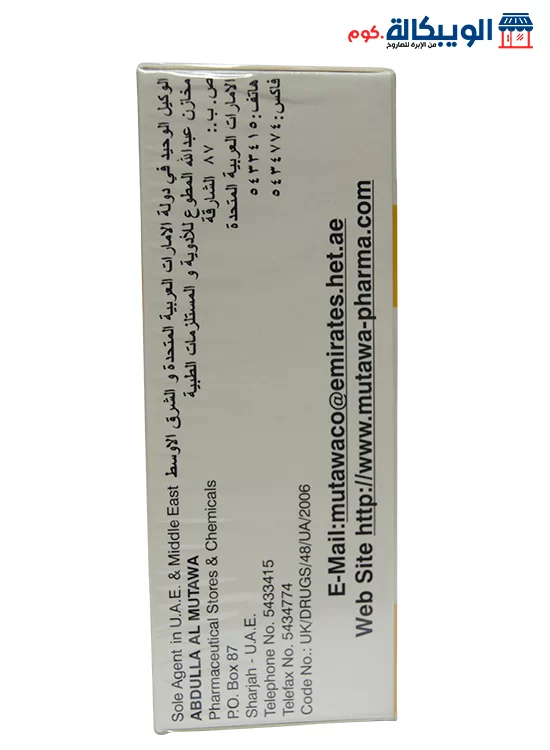 الويبكالة.كوم
من الإبرة للصاروخ
الوكيل الوحيد في دولة الامارات العربية المتحدة و الشرق الاوسط
مخازن عبدالله المطوع للأدوية و المستلزمات الطبية
ص.ب.: ٨٧ الشارقة
الامارات العربية المتحدة
هاتف: ٥٤٣٣٤١٥
فاكس: ٥٤٣٤٧٧٤
Sole Agent in U.A.E. & Middle East
ABDULLA AL MUTAWA
Pharmaceutical Stores & Chemicals
P.O. Box 87
Sharjah - U.A.E.
Telephone No. 5433415
Telefax No. 5434774
Code No.: UK/DRUGS/48/UA/2006
E-Mail:mutawaco@emirates.het.ae
Web Site http://www.mutawa-pharma.com